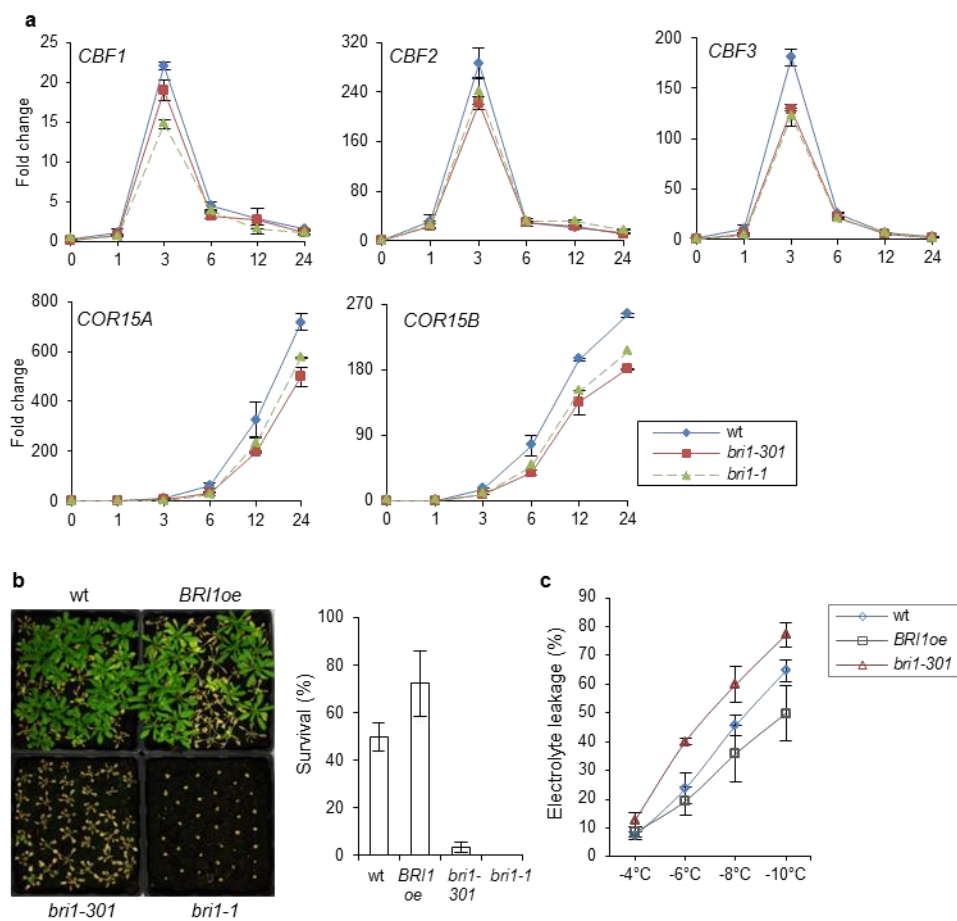 a
CBF1
Fold change
25
20
15
10
5
0
0 1 3 6 12 24
CBF2
320
240
160
80
0
0 1 3 6 12 24
CBF3
200
150
100
50
0
0 1 3 6 12 24
COR15A
Fold change
800
600
400
200
0
0 1 3 6 12 24
COR15B
270
180
90
0
0 1 3 6 12 24
wt
bri1-301
bri1-1
b
wt BRI1oe
bri1-301 bri1-1
Survival (%)
100
80
60
40
20
0
wt BRI1 oe bri1-301 bri1-1
c
Electrolyte leakage (%)
90
80
70
60
50
40
30
20
10
0
-4°C -6°C -8°C -10°C
wt
BRI1oe
bri1-301